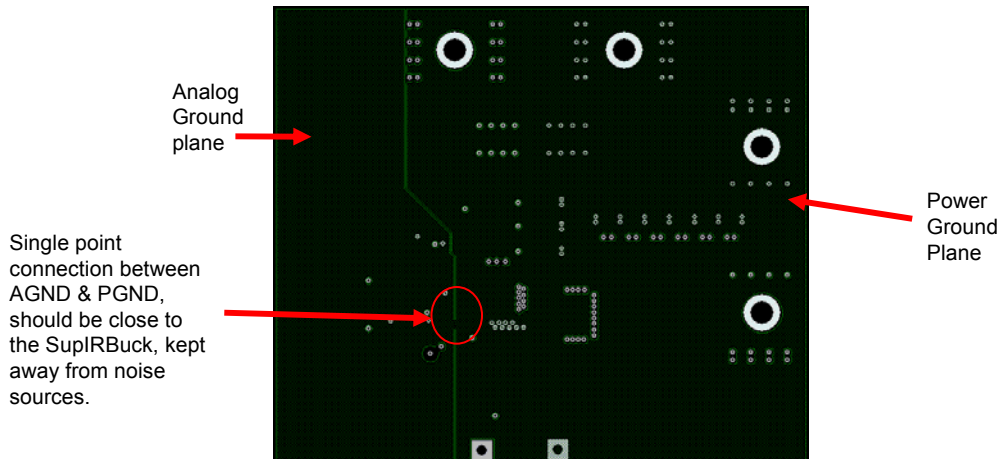 Analog
Ground
plane
Single point
connection between
AGND & PGND,
should be close to
the SupIRBuck, kept
away from noise
sources.
Power
Ground
Plane